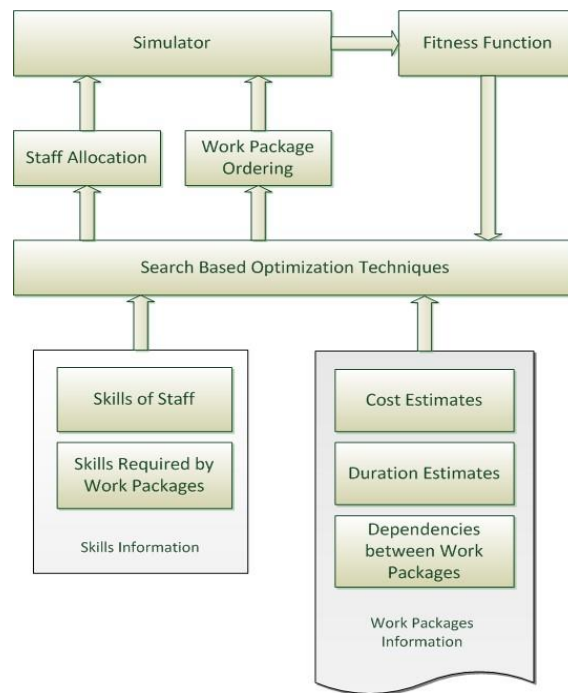 Simulator
Fitness Function
Staff Allocation
Work Package
Ordering
Search Based Optimization Techniques
Skills of Staff
Skills Required by
Work Packages
Skills Information
Cost Estimates
Duration Estimates
Dependencies
between Work
Packages
Work Packages
Information